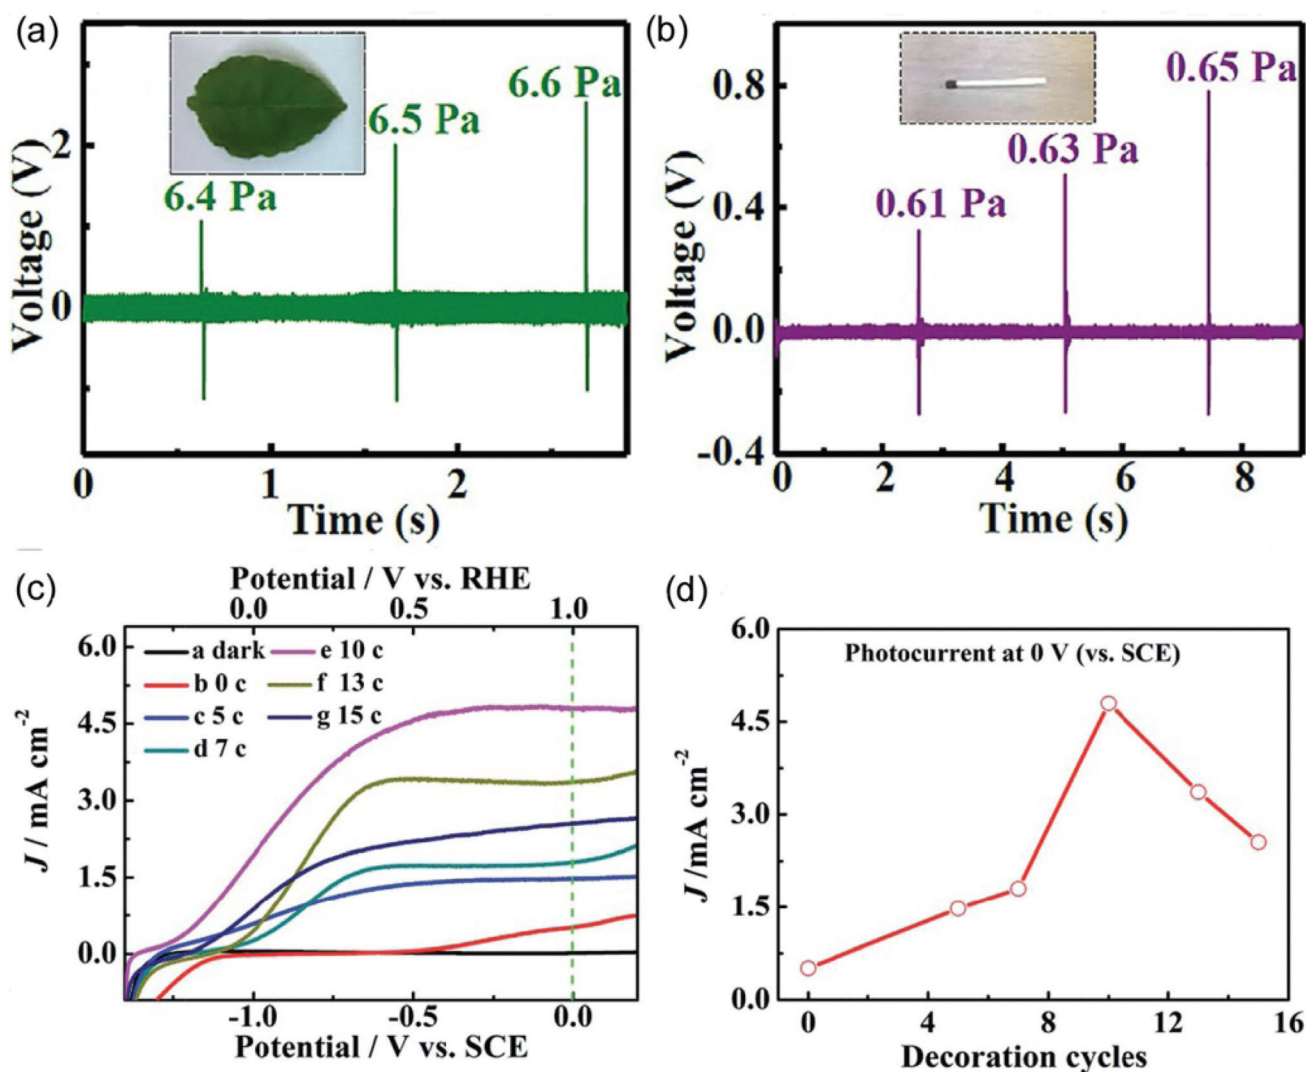 (a)
6.4 Pa
6.5 Pa
6.6 Pa
Voltage (V)
2
0
0 1 2
Time (s)
(b)
0.61 Pa
0.63 Pa
0.65 Pa
Voltage (V)
0.8
0.4
0.0
-0.4
0 2 4 6 8
Time (s)
(c)
Potential / V vs. RHE
0.0 0.5 1.0
a dark e 10 c
b 0 c f 13 c
c 5 c g 15 c
d 7 c
J / mA cm-2
6.0
4.5
3.0
1.5
0.0
-1.0 -0.5 0.0
Potential / V vs. SCE
(d)
Photocurrent at 0 V (vs. SCE)
J /mA cm-2
6.0
4.5
3.0
1.5
0.0
0 4 8 12 16
Decoration cycles